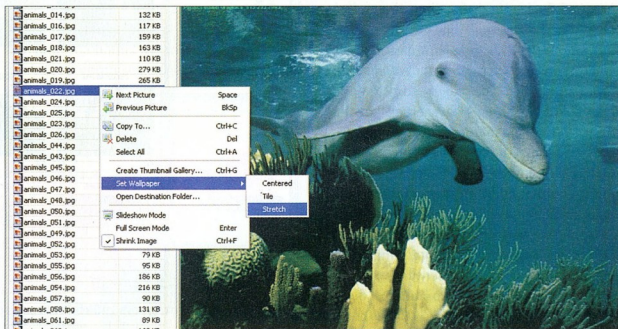 animals_014.jpg 132 KB
animals_016.jpg 117 KB
animals_017.jpg 159 KB
animals_018.jpg 163 KB
animals_021.jpg 110 KB
animals_020.jpg 279 KB
animals_019.jpg 265 KB
animals_022.jpg
animals_024.jpg
animals_025.jpg
animals_023.jpg
animals_026.jpg
animals_044.jpg
animals_043.jpg
animals_045.jpg
animals_046.jpg
animals_047.jpg
animals_048.jpg
animals_050.jpg
animals_051.jpg
animals_049.jpg
animals_052.jpg
animals_053.jpg 79 KB
animals_055.jpg 95 KB
animals_056.jpg 186 KB
animals_054.jpg 216 KB
animals_057.jpg 90 KB
animals_058.jpg 131 KB
animals_061.jpg 89 KB
Next Picture Space
Previous Picture BkSp
Copy To... Ctrl+C
Delete Del
Select All Ctrl+A
Create Thumbnail Gallery... Ctrl+G
Set Wallpaper
Open Destination Folder...
Slideshow Mode
Full Screen Mode Enter
Shrink Image Ctrl+F
Centered
Tile
Stretch